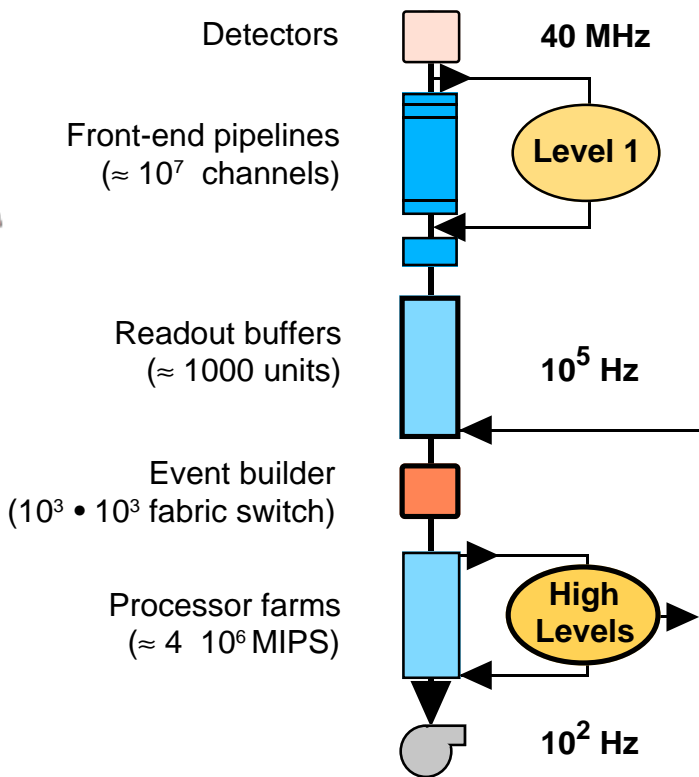 Detectors
40 MHz
Front-end pipelines
(≈ 10⁷ channels)
Level 1
Readout buffers
(≈ 1000 units)
10⁵ Hz
Event builder
(10³ • 10³ fabric switch)
Processor farms
(≈ 4 10⁶ MIPS)
High
Levels
10² Hz